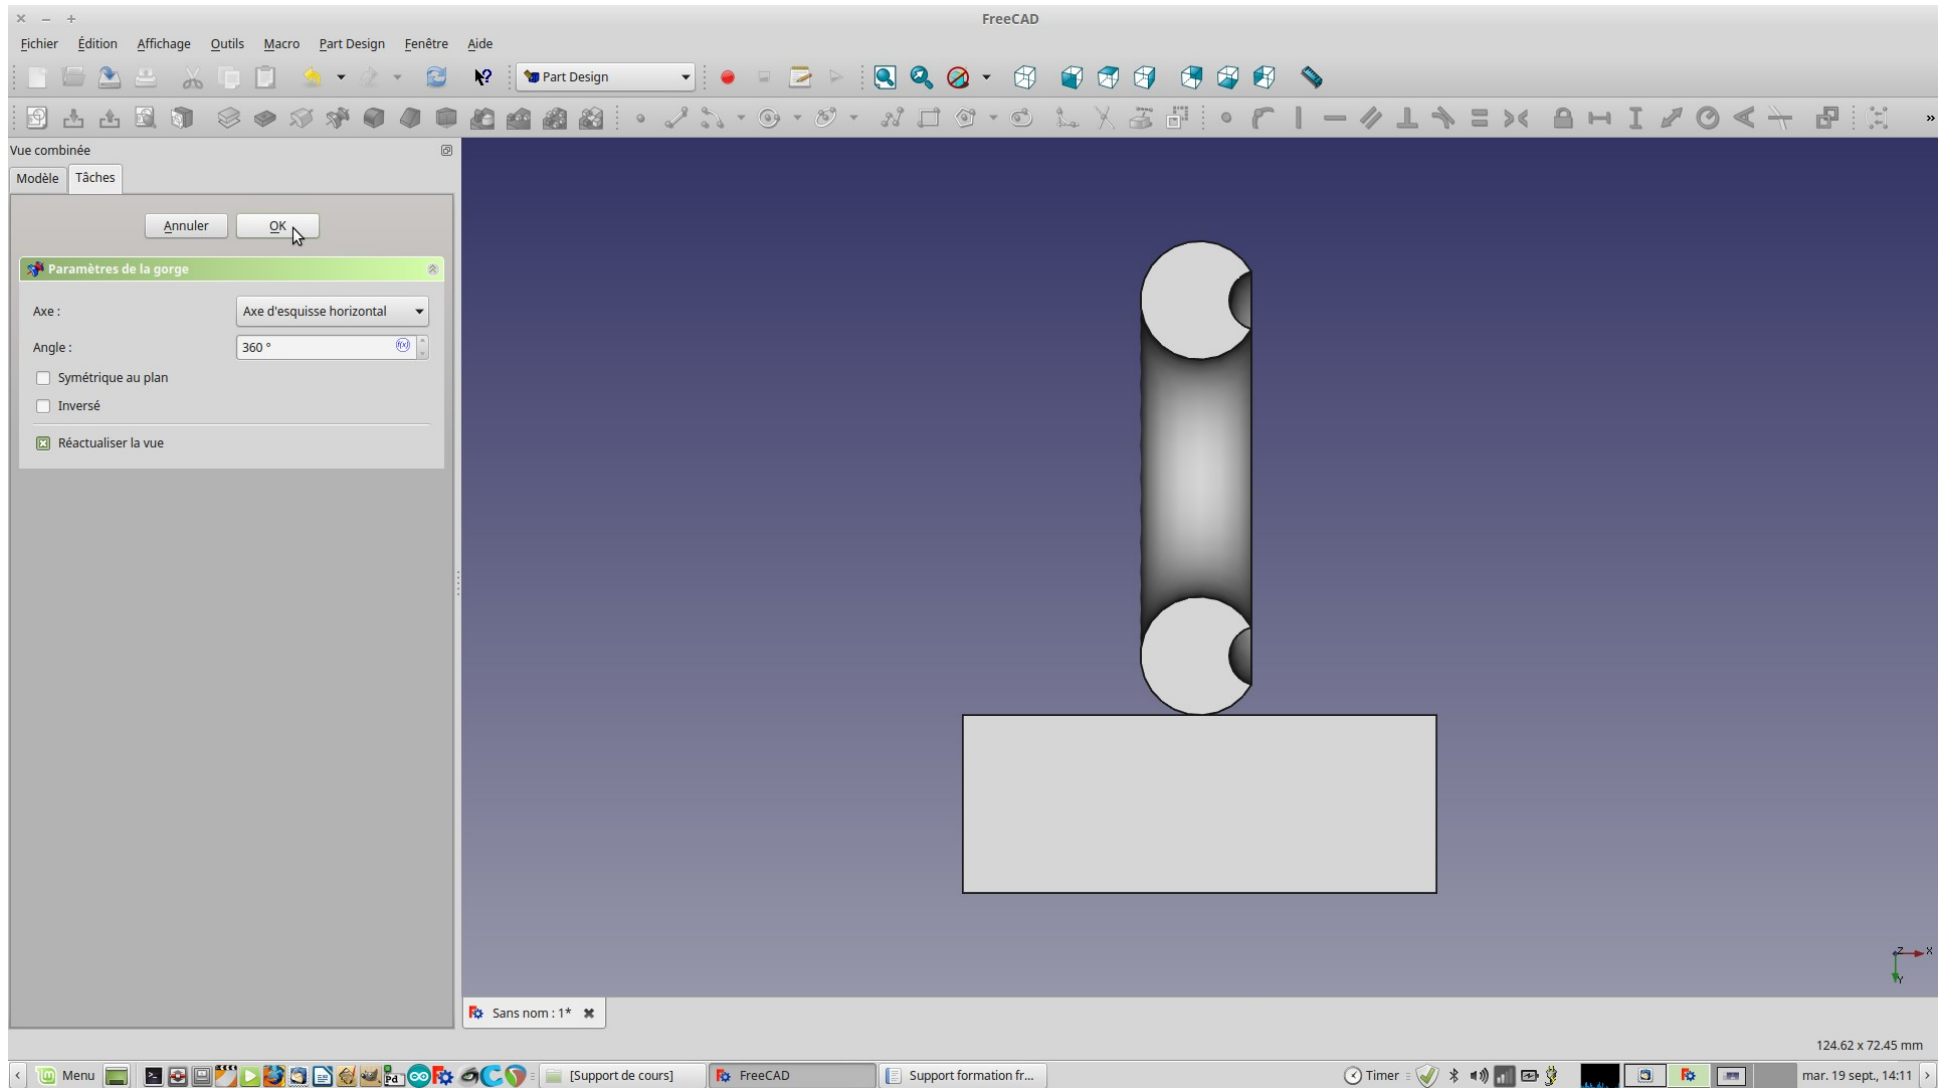 FreeCAD
Fichier Édition Affichage Outils Macro Part Design Fenêtre Aide
Part Design
Vue combinée
Modèle Tâches
Annuler OK
Paramètres de la gorge
Axe : Axe d'esquisse horizontal
Angle : 360 °
Symétrique au plan
Inversé
Réactualiser la vue
Z X
Y
Sans nom : 1*
124.62 x 72.45 mm
Menu [Support de cours] FreeCAD Support formation fr... Timer mar. 19 sept., 14:11